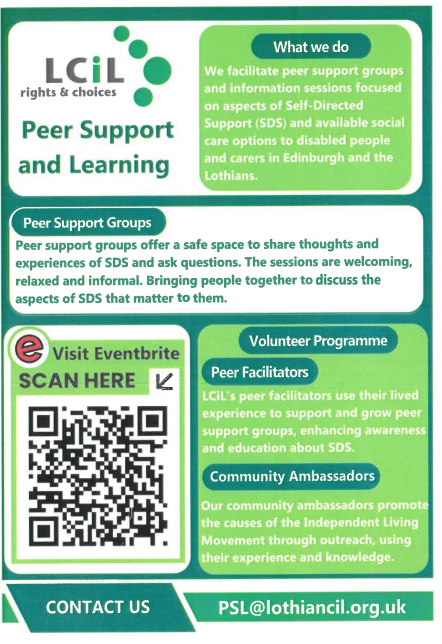 LCiL
rights & choices
Peer Support
and Learning
What we do
We facilitate peer support groups
and information sessions focused
on aspects of Self-Directed
Support (SDS) and available social
care options to disabled people
and carers in Edinburgh and the
Lothians.
Peer Support Groups
Peer support groups offer a safe space to share thoughts and
experiences of SDS and ask questions. The sessions are welcoming,
relaxed and informal. Bringing people together to discuss the
aspects of SDS that matter to them.
e Visit Eventbrite
SCAN HERE
Volunteer Programme
Peer Facilitators
LCiL's peer facilitators use their lived
experience to support and grow peer
support groups, enhancing awareness
and education about SDS.
Community Ambassadors
Our community ambassadors promote
the causes of the Independent Living
Movement through outreach, using
their experience and knowledge.
CONTACT US
PSL@lothiancil.org.uk